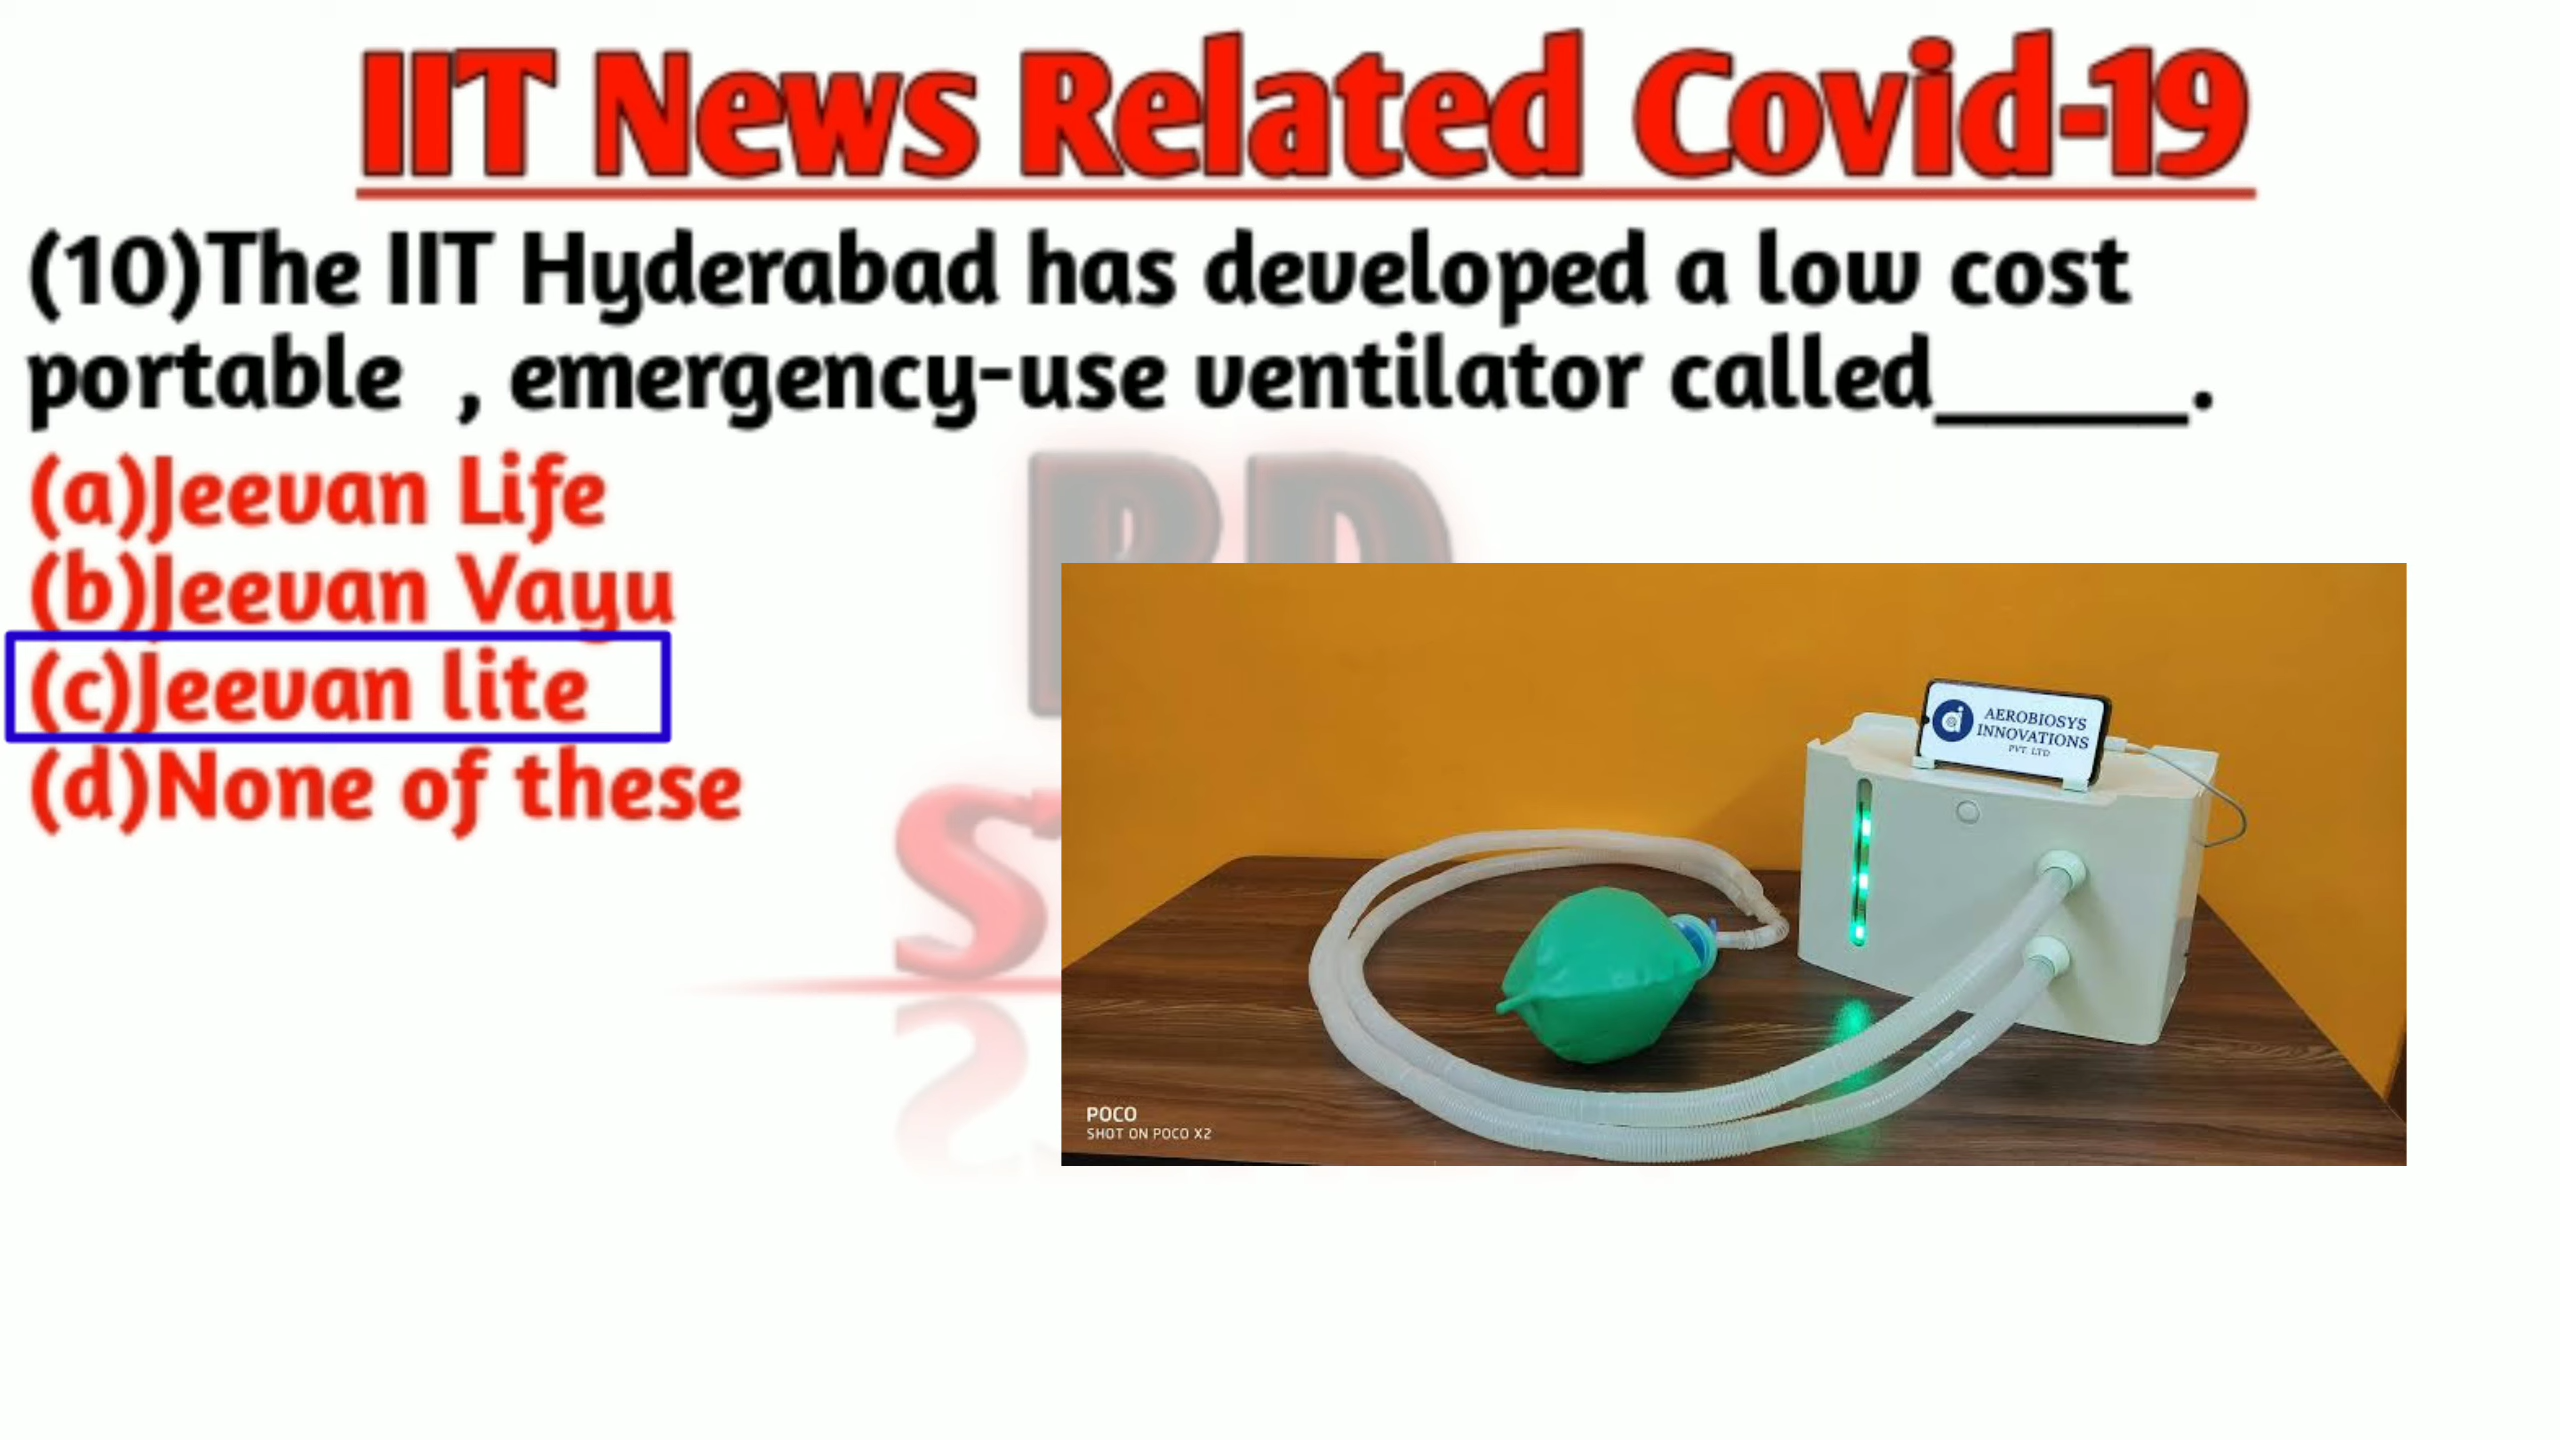 IIT News Related Covid-19
(10)The IIT Hyderabad has developed a low cost
portable , emergency-use ventilator called_____.
(a)Jeevan Life
(b)Jeevan Vayu
(c)Jeevan lite
(d)None of these
AEROBIOSYS
INNOVATIONS
PVT. LTD
POCO
SHOT ON POCO X2